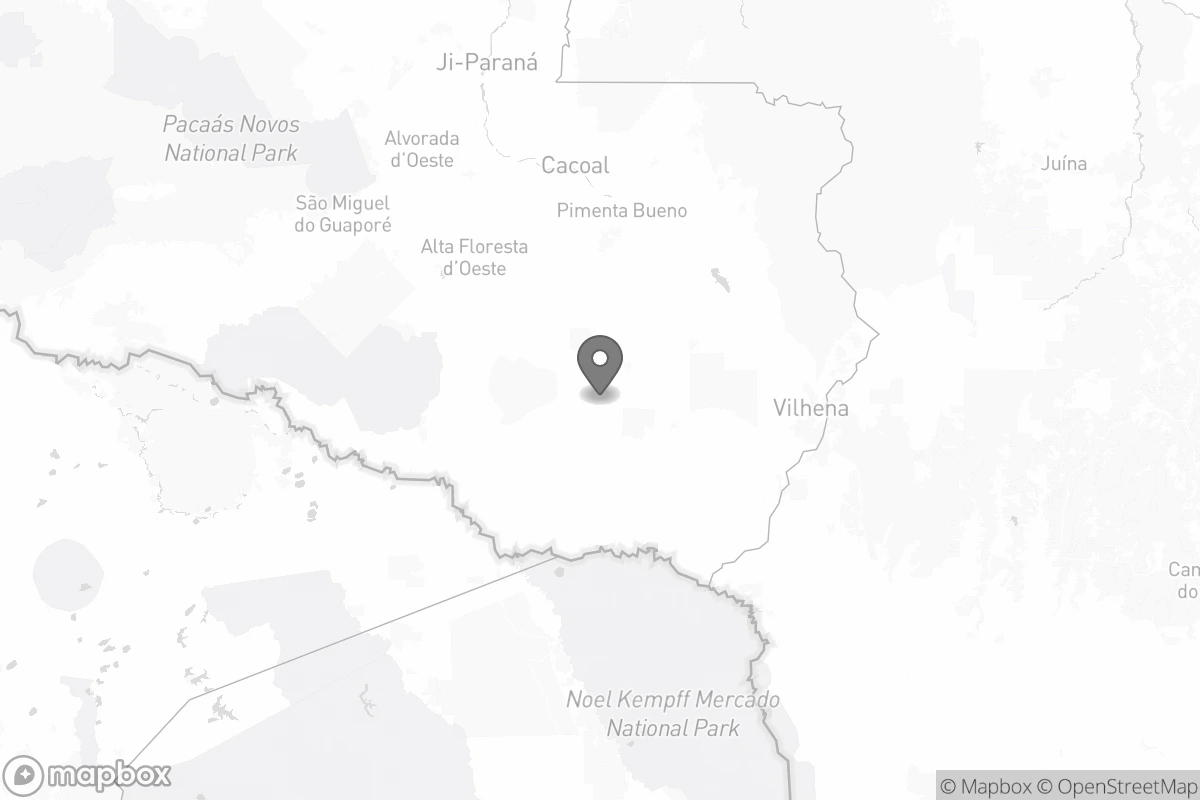 Ji-Paraná
Pacaás Novos
National Park
Alvorada
d'Oeste
Cacoal
Juína
São Miguel
do Guaporé
Pimenta Bueno
Alta Floresta
d'Oeste
Vilhena
Cam
do
Noel Kempff Mercado
National Park
mapbox
© Mapbox © OpenStreetMap